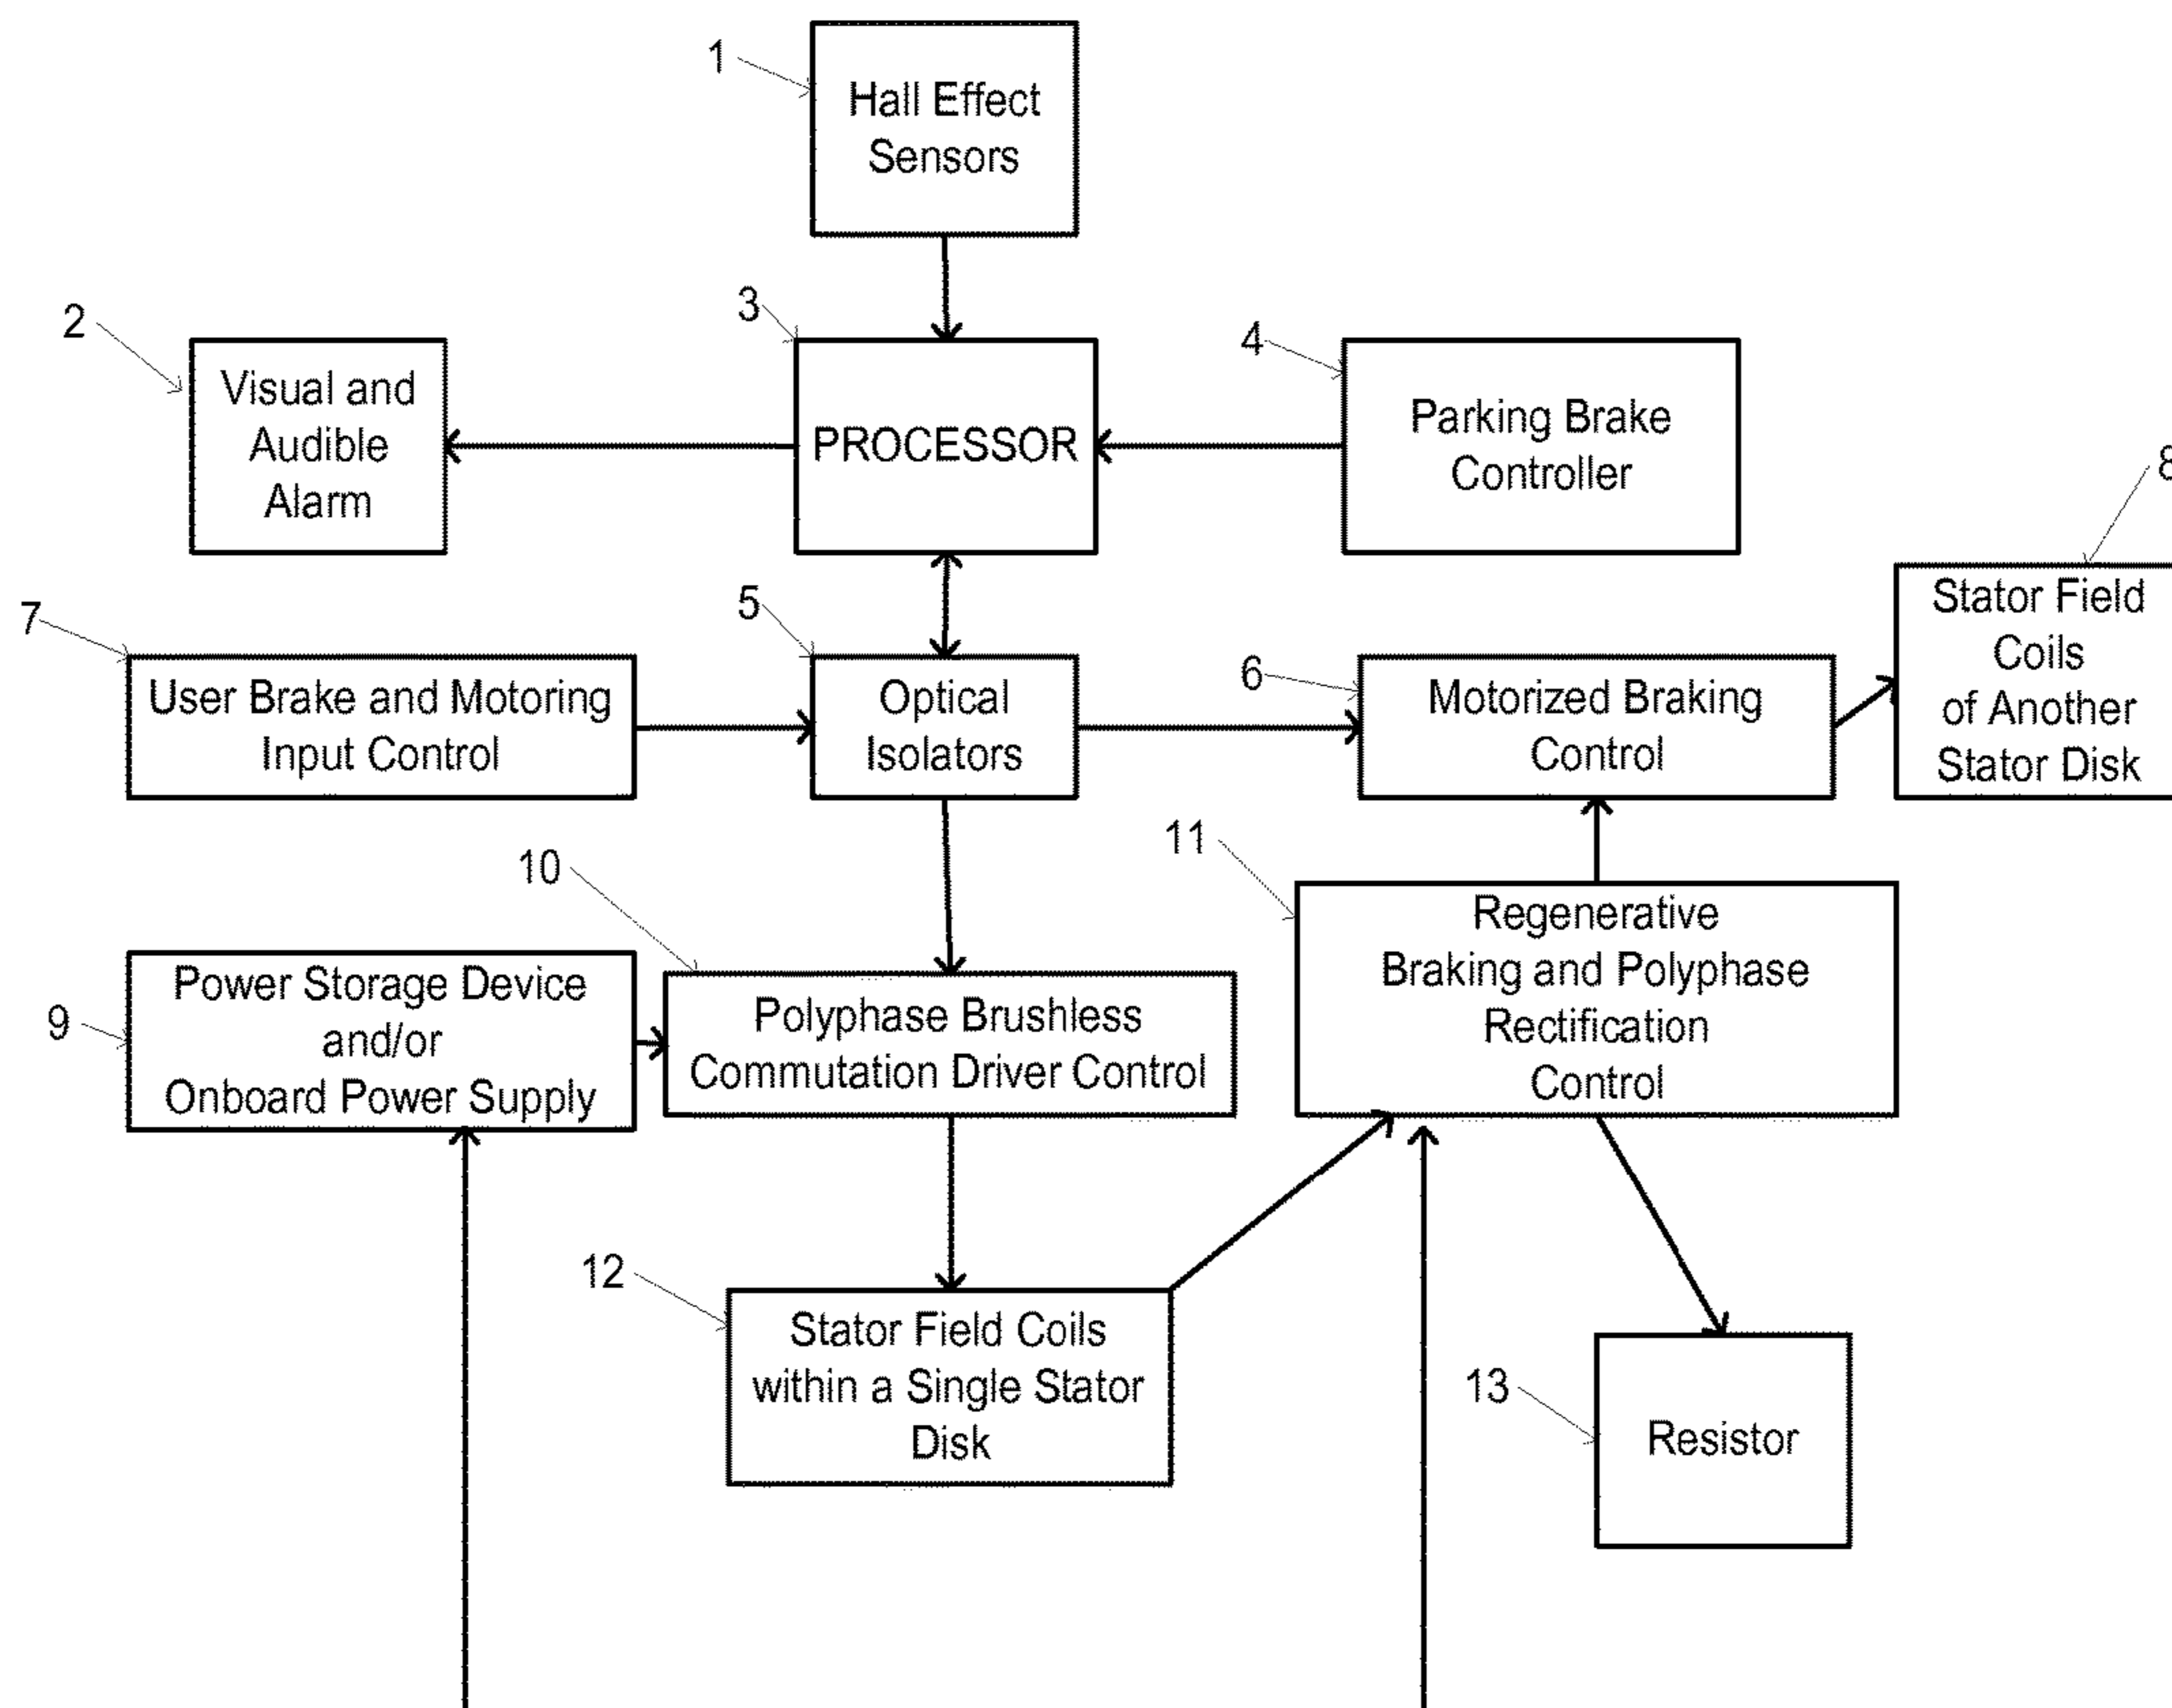 1
Hall Effect
Sensors
2
Visual and
Audible
Alarm
3
PROCESSOR
4
Parking Brake
Controller
7
User Brake and Motoring
Input Control
5
Optical
Isolators
6
Motorized Braking
Control
8
Stator Field
Coils
of Another
Stator Disk
9
Power Storage Device
and/or
Onboard Power Supply
10
Polyphase Brushless
Commutation Driver Control
11
Regenerative
Braking and Polyphase
Rectification
Control
12
Stator Field Coils
within a Single Stator
Disk
13
Resistor